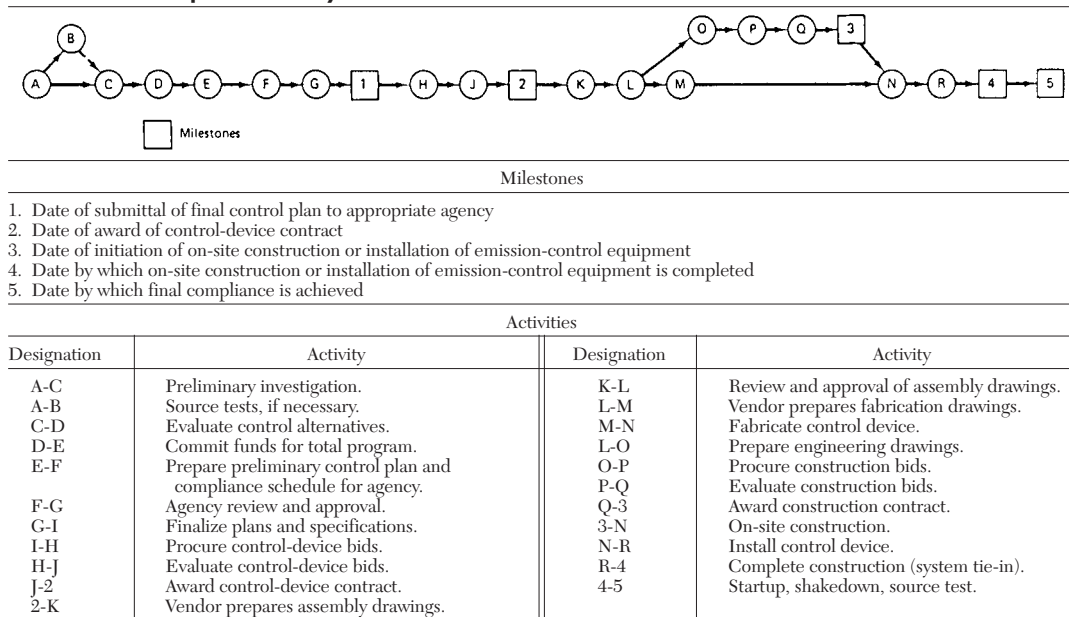 B
O P Q 3
A C D E F G 1 H J 2 K L M N R 4 5
Milestones
Milestones
1. Date of submittal of final control plan to appropriate agency
2. Date of award of control-device contract
3. Date of initiation of on-site construction or installation of emission-control equipment
4. Date by which on-site construction or installation of emission-control equipment is completed
5. Date by which final compliance is achieved
Activities
Designation Activity Designation Activity
A-C Preliminary investigation. K-L Review and approval of assembly drawings.
A-B Source tests, if necessary. L-M Vendor prepares fabrication drawings.
C-D Evaluate control alternatives. M-N Fabricate control device.
D-E Commit funds for total program. L-O Prepare engineering drawings.
E-F Prepare preliminary control plan and O-P Procure construction bids.
compliance schedule for agency. P-Q Evaluate construction bids.
F-G Agency review and approval. Q-3 Award construction contract.
G-I Finalize plans and specifications. 3-N On-site construction.
I-H Procure control-device bids. N-R Install control device.
H-J Evaluate control-device bids. R-4 Complete construction (system tie-in).
J-2 Award control-device contract. 4-5 Startup, shakedown, source test.
2-K Vendor prepares assembly drawings.